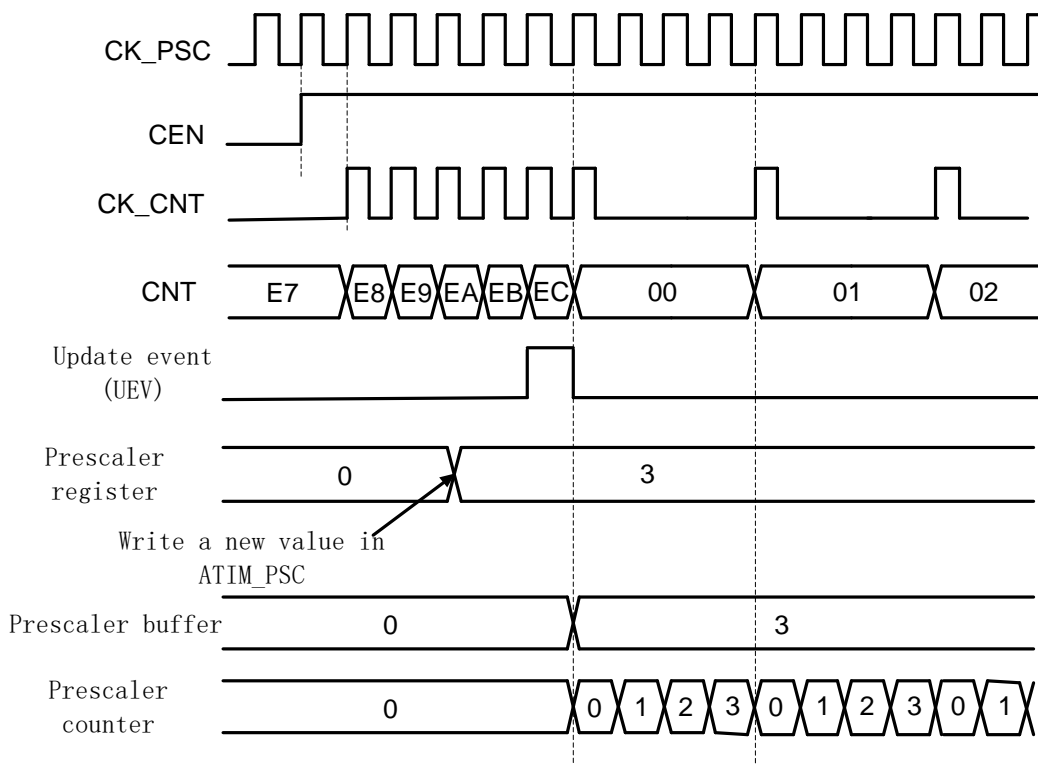 CK_PSC
CEN
CK_CNT
CNT E7 E8 E9 EA EB EC 00 01 02
Update event
(UEV)
Prescaler
register
0 3
Write a new value in
ATIM_PSC
Prescaler buffer 0 3
Prescaler
counter
0 0 1 2 3 0 1 2 3 0 1